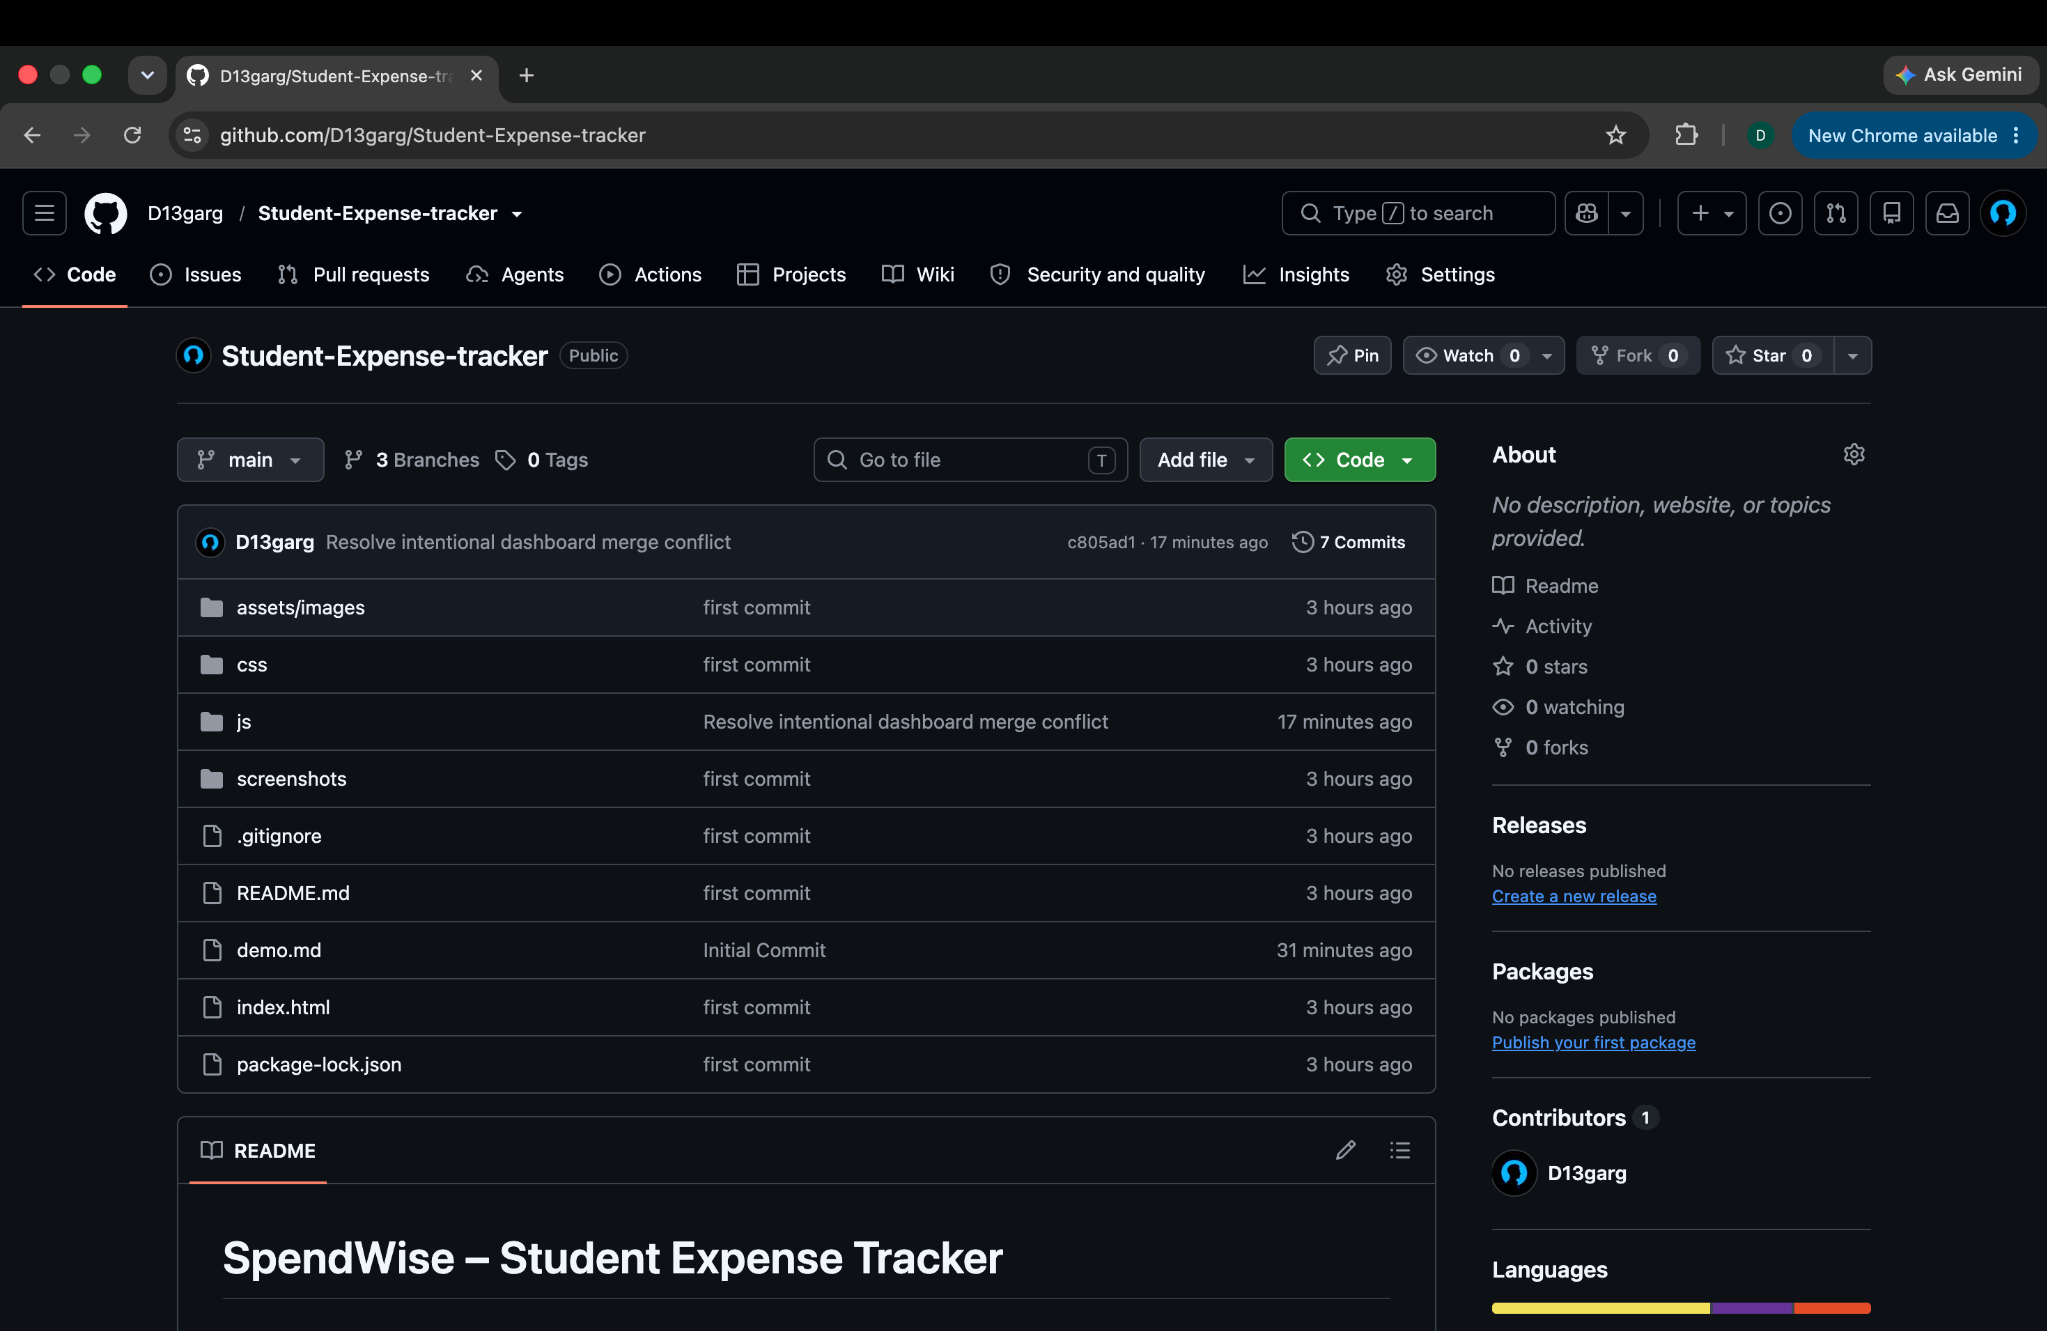 D13garg/Student-Expense-tr
Ask Gemini
github.com/D13garg/Student-Expense-tracker
D
New Chrome available
D13garg / Student-Expense-tracker
Type / to search
Code
Issues
Pull requests
Agents
Actions
Projects
Wiki
Security and quality
Insights
Settings
Student-Expense-tracker
Public
Pin
Watch 0
Fork 0
Star 0
main
3 Branches
0 Tags
Go to file
T
Add file
Code
D13garg Resolve intentional dashboard merge conflict c805ad1 · 17 minutes ago 7 Commits
assets/images first commit 3 hours ago
css first commit 3 hours ago
js Resolve intentional dashboard merge conflict 17 minutes ago
screenshots first commit 3 hours ago
.gitignore first commit 3 hours ago
README.md first commit 3 hours ago
demo.md Initial Commit 31 minutes ago
index.html first commit 3 hours ago
package-lock.json first commit 3 hours ago
README
SpendWise – Student Expense Tracker
About
No description, website, or topics
provided.
Readme
Activity
0 stars
0 watching
0 forks
Releases
No releases published
Create a new release
Packages
No packages published
Publish your first package
Contributors 1
D13garg
Languages